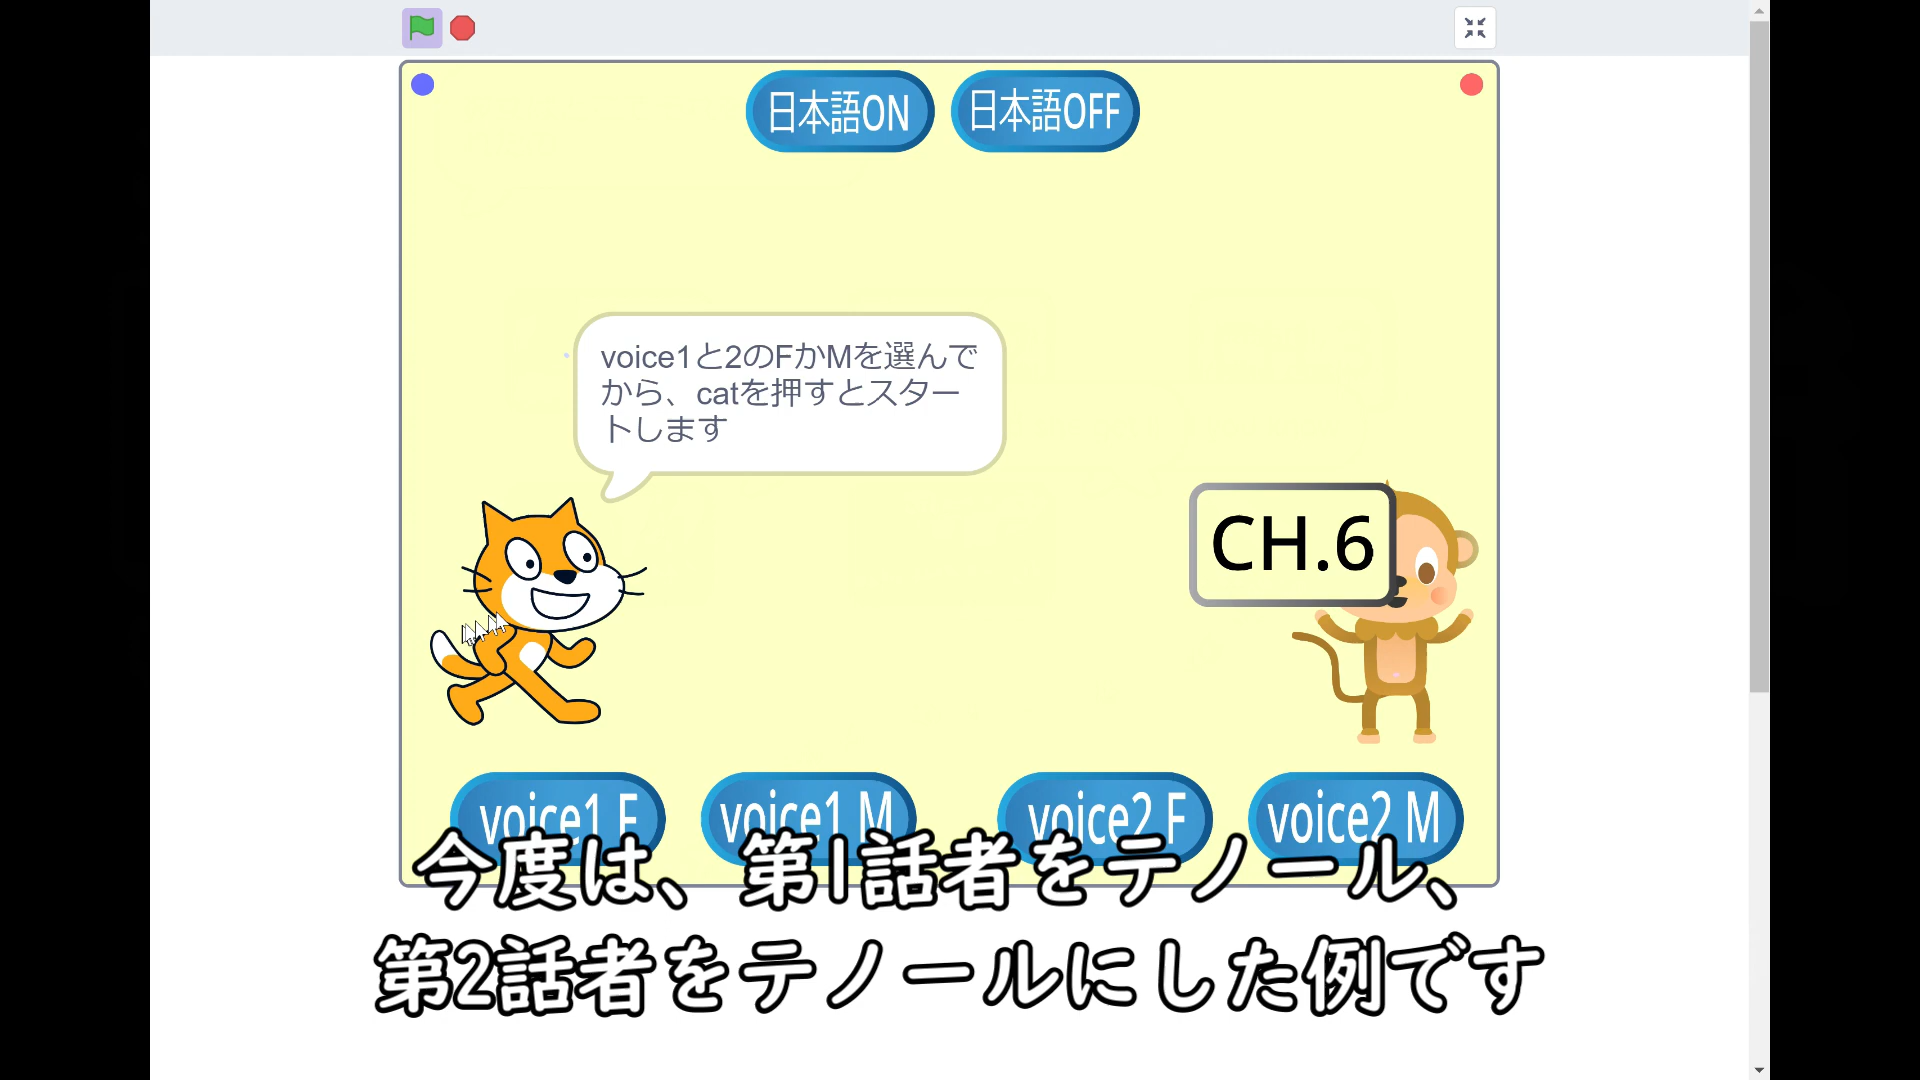 日本語ON
日本語OFF
voice1と2のFかMを選んで
から、catを押すとスター
トします
CH.6
voice1 F
voice1 M
voice2 F
voice2 M
今度は、第1話者をテノール、
第2話者をテノールにした例です